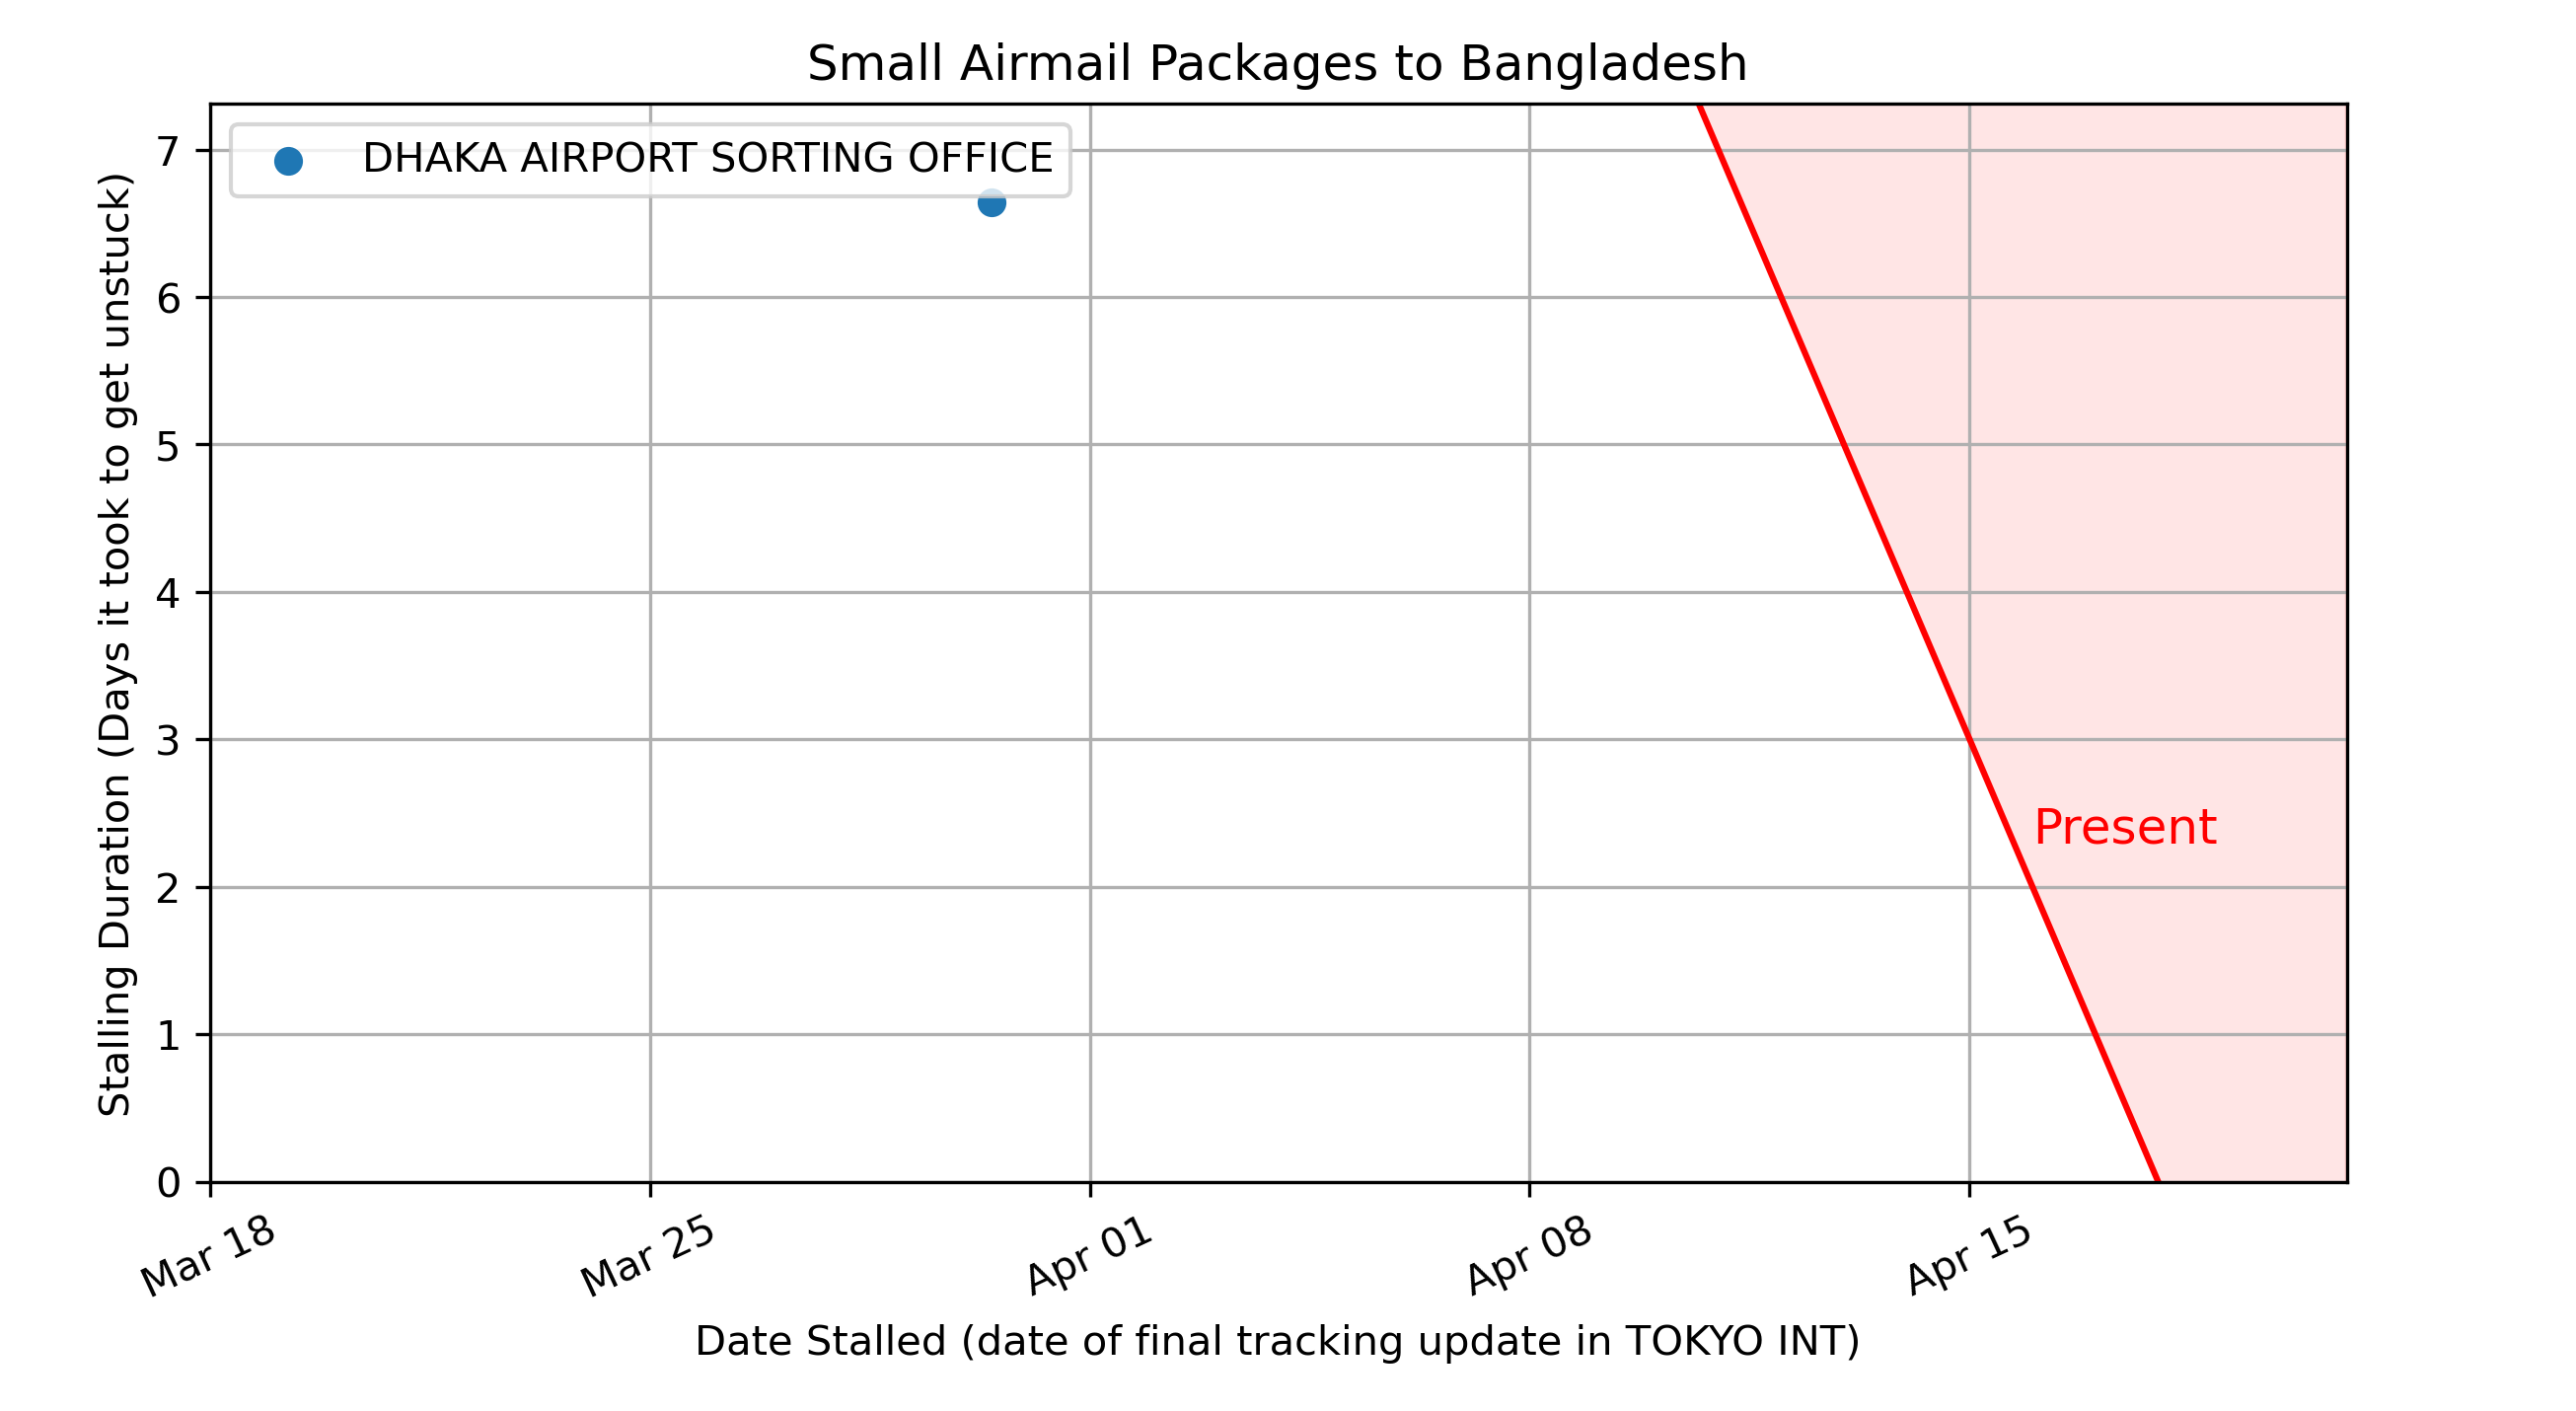 Small Airmail Packages to Bangladesh
DHAKA AIRPORT SORTING OFFICE
Stalling Duration (Days it took to get unstuck)
7
6
5
4
3
2
1
0
Present
Mar 18
Mar 25
Apr 01
Apr 08
Apr 15
Date Stalled (date of final tracking update in TOKYO INT)